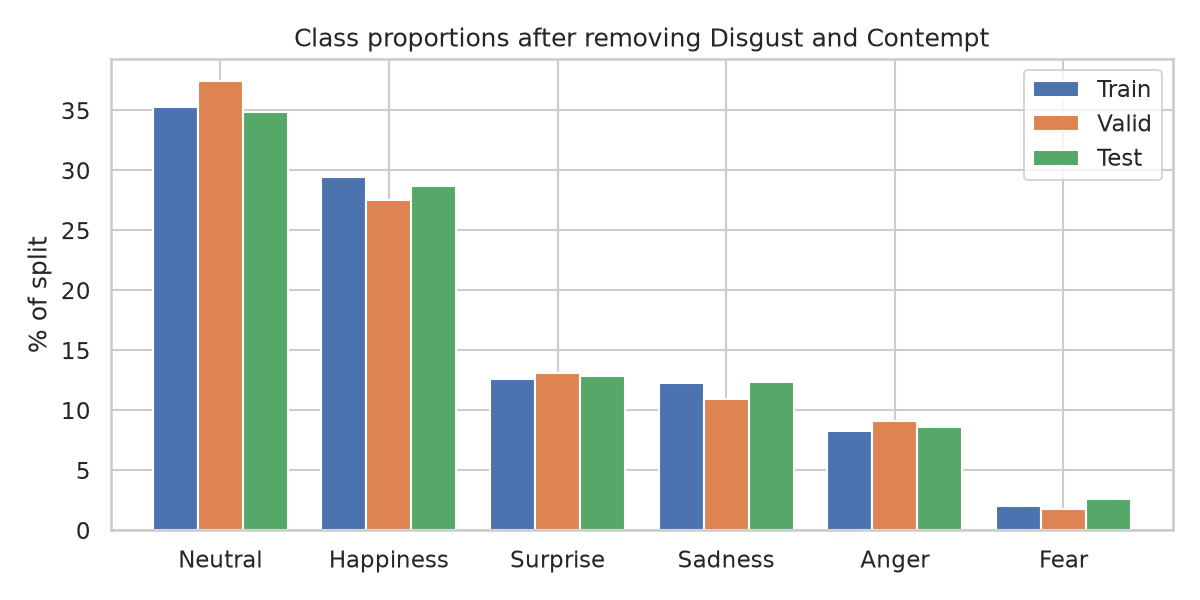 Class proportions after removing Disgust and Contempt
Train
Valid
Test
% of split
35
30
25
20
15
10
5
0
Neutral
Happiness
Surprise
Sadness
Anger
Fear